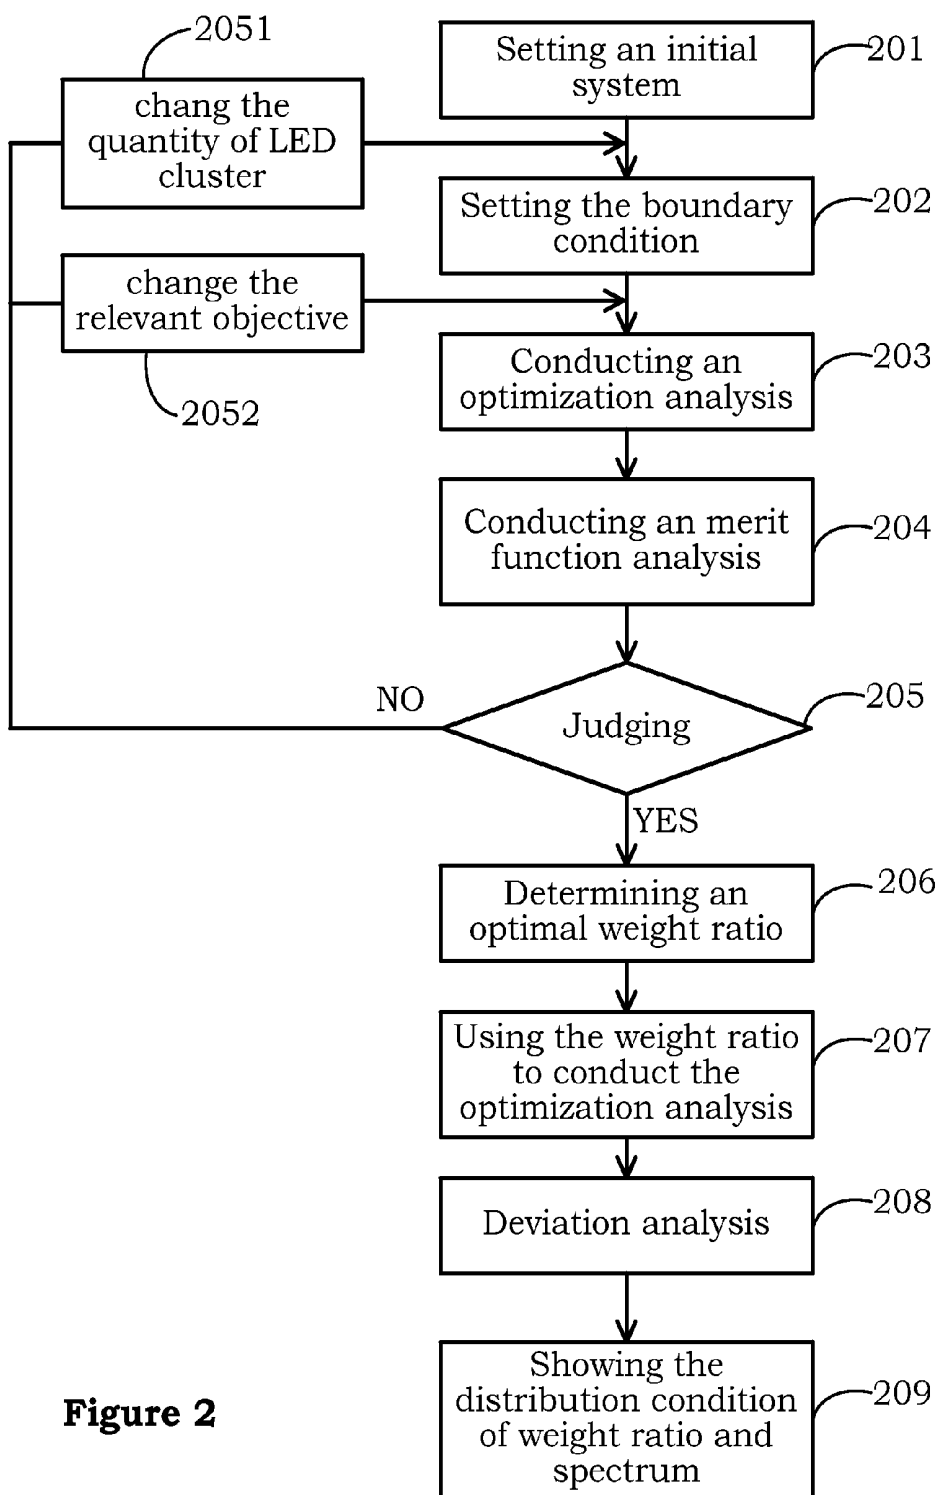 2051
Setting an initial
system
201
chang the
quantity of LED
cluster
Setting the boundary
condition
202
change the
relevant objective
2052
Conducting an
optimization analysis
203
Conducting an merit
function analysis
204
NO
Judging
205
YES
Determining an
optimal weight ratio
206
Using the weight ratio
to conduct the
optimization analysis
207
Deviation analysis
208
Showing the
distribution condition
of weight ratio and
spectrum
209
Figure 2